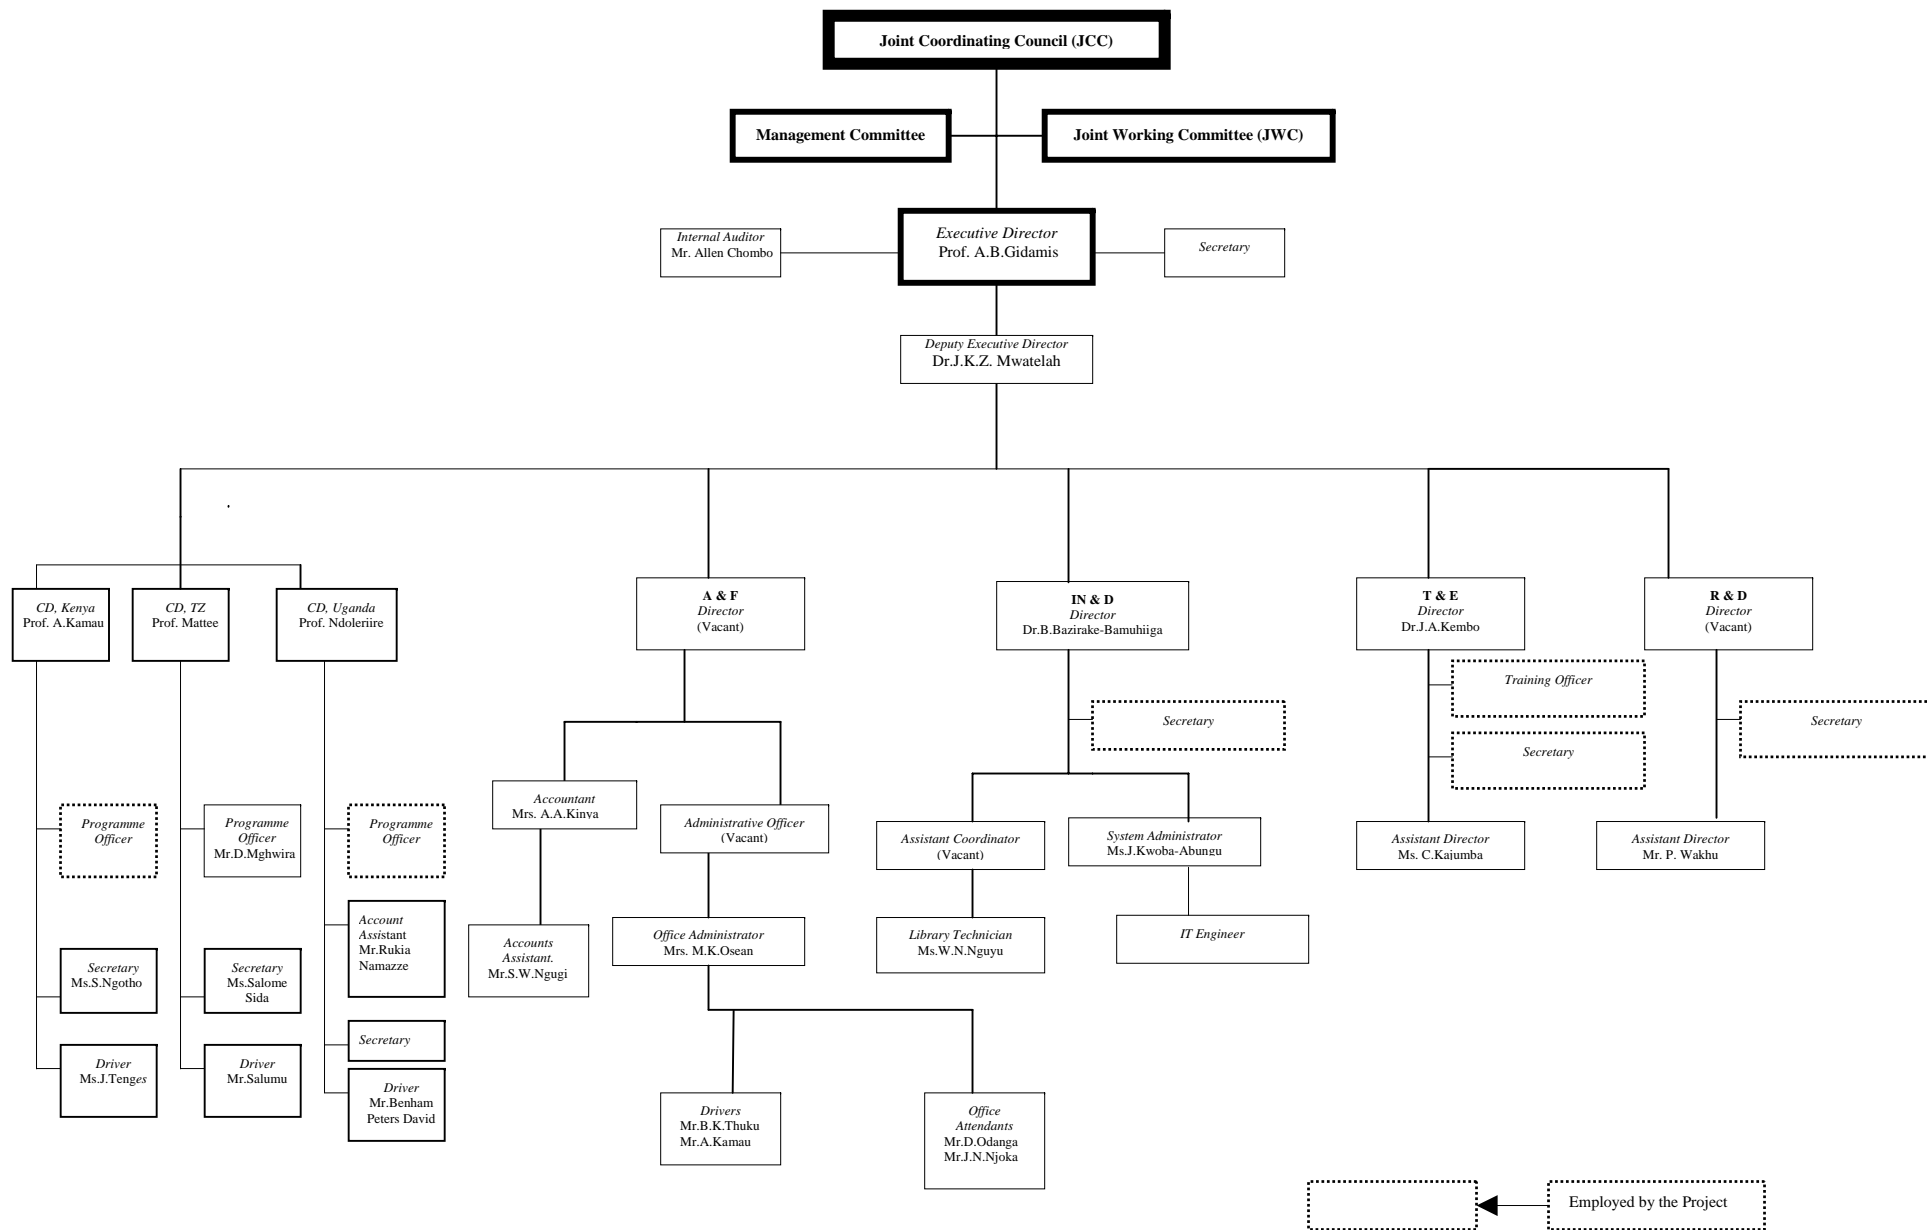 Joint Coordinating Council (JCC)
Management Committee
Joint Working Committee (JWC)
Internal Auditor
Mr. Allen Chombo
Executive Director
Prof. A.B.Gidamis
Secretary
Deputy Executive Director
Dr.J.K.Z. Mwatelah
CD, Kenya
Prof. A.Kamau
CD, TZ
Prof. Mattee
CD, Uganda
Prof. Ndoleriire
A & F
Director
(Vacant)
IN & D
Director
Dr.B.Bazirake-Bamuhiiga
T & E
Director
Dr.J.A.Kembo
R & D
Director
(Vacant)
Programme
Officer
Secretary
Ms.S.Ngotho
Driver
Ms.J.Tenges
Programme
Officer
Mr.D.Mghwira
Secretary
Ms.Salome
Sida
Driver
Mr.Salumu
Programme
Officer
Account
Assistant
Mr.Rukia
Namazze
Secretary
Driver
Mr.Benham
Peters David
Accountant
Mrs. A.A.Kinya
Accounts
Assistant.
Mr.S.W.Ngugi
Administrative Officer
(Vacant)
Office Administrator
Mrs. M.K.Osean
Drivers
Mr.B.K.Thuku
Mr.A.Kamau
Office
Attendants
Mr.D.Odanga
Mr.J.N.Njoka
Secretary
Assistant Coordinator
(Vacant)
Library Technician
Ms.W.N.Nguyu
System Administrator
Ms.J.Kwoba-Abungu
IT Engineer
Training Officer
Secretary
Assistant Director
Ms. C.Kajumba
Secretary
Assistant Director
Mr. P. Wakhu
Employed by the Project